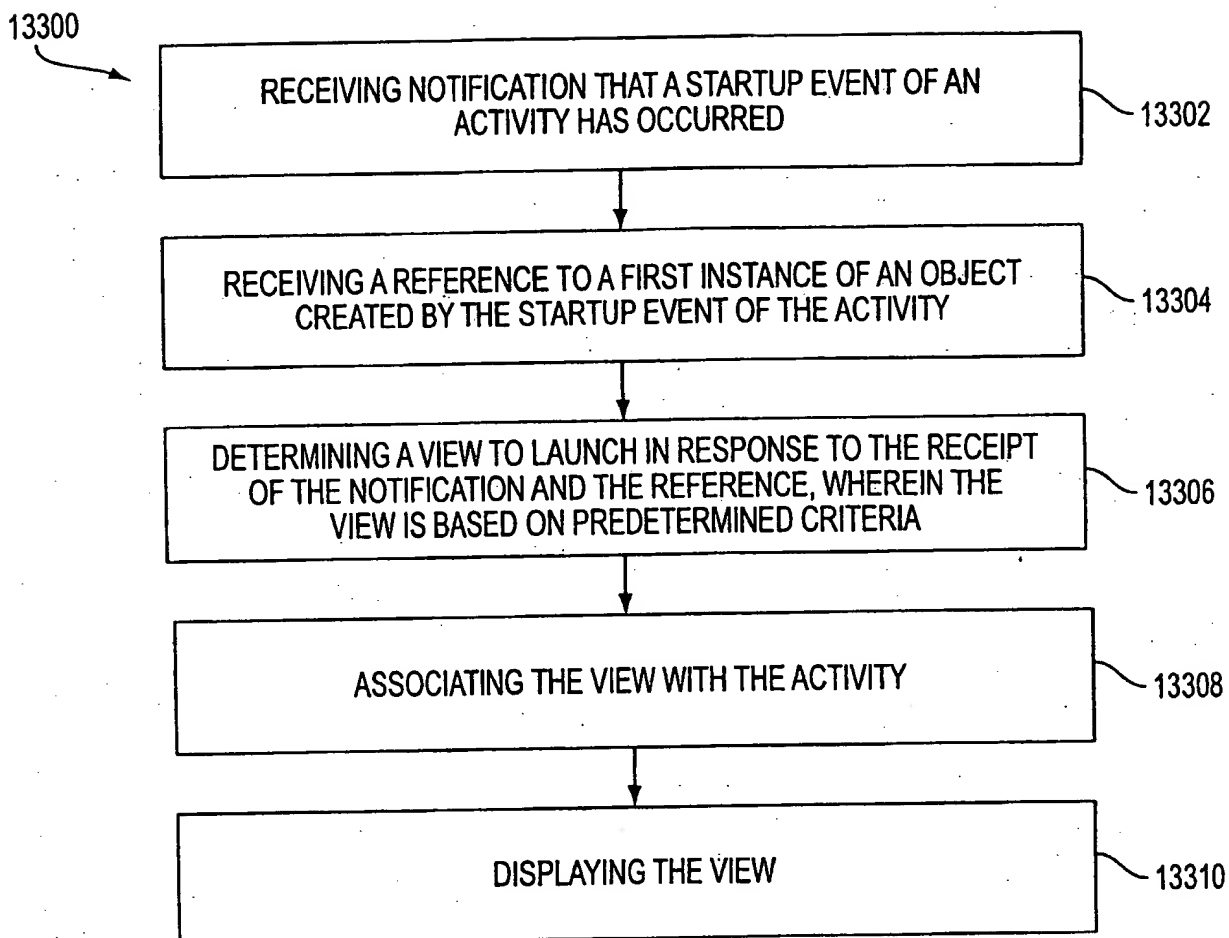 13300
RECEIVING NOTIFICATION THAT A STARTUP EVENT OF AN
ACTIVITY HAS OCCURRED
13302
RECEIVING A REFERENCE TO A FIRST INSTANCE OF AN OBJECT
CREATED BY THE STARTUP EVENT OF THE ACTIVITY
13304
DETERMINING A VIEW TO LAUNCH IN RESPONSE TO THE RECEIPT
OF THE NOTIFICATION AND THE REFERENCE, WHEREIN THE
VIEW IS BASED ON PREDETERMINED CRITERIA
13306
ASSOCIATING THE VIEW WITH THE ACTIVITY
13308
DISPLAYING THE VIEW
13310